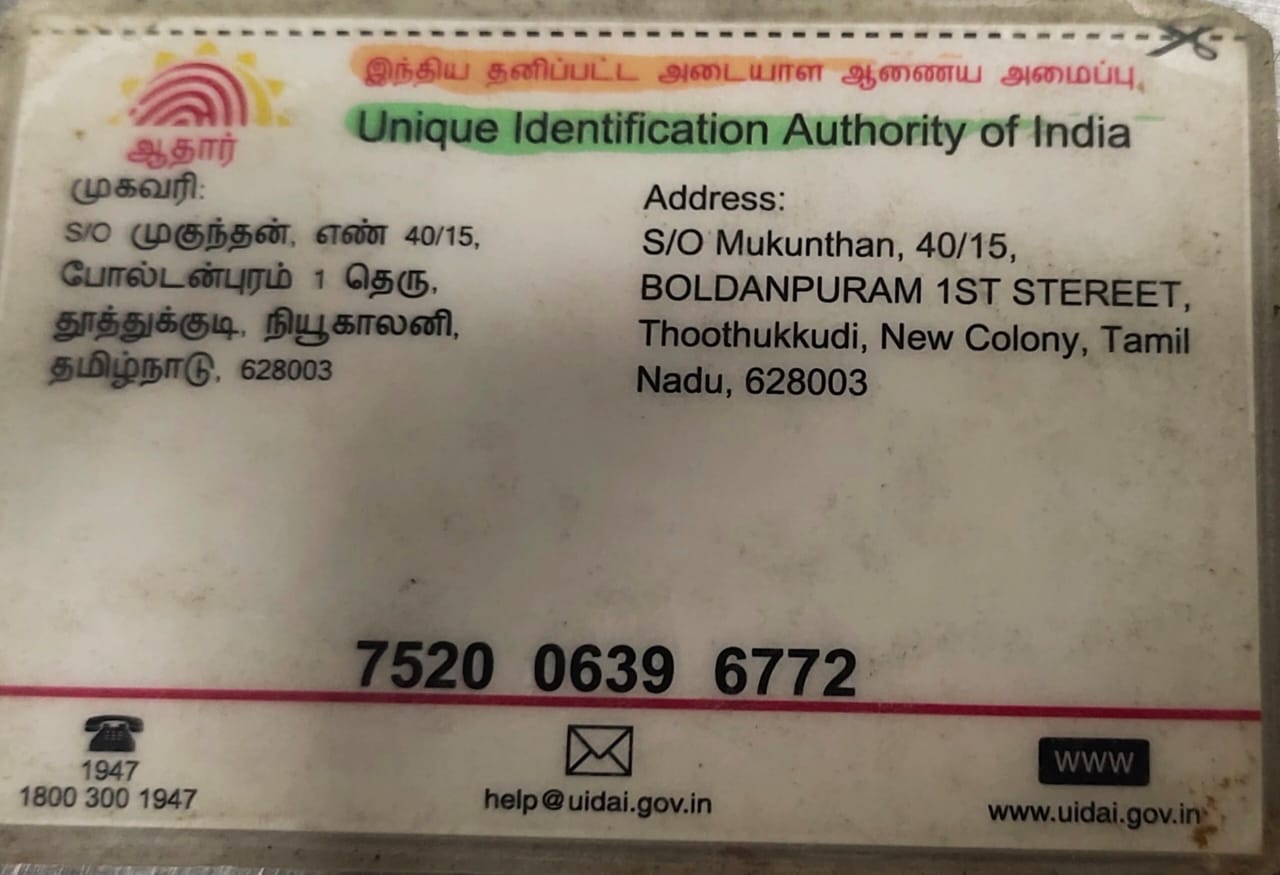 இந்திய தனிப்பட்ட அடையாள ஆணைய அமைப்பு
Unique Identification Authority of India
ஆதார்
முகவரி:
S/O முகுந்தன், எண் 40/15,
போல்டன்புரம் 1 தெரு,
தூத்துக்குடி, நியூகாலனி,
தமிழ்நாடு, 628003
Address:
S/O Mukunthan, 40/15,
BOLDANPURAM 1ST STEREET,
Thoothukkudi, New Colony, Tamil
Nadu, 628003
7520 0639 6772
1947
1800 300 1947
help@uidai.gov.in
WWW
www.uidai.gov.in